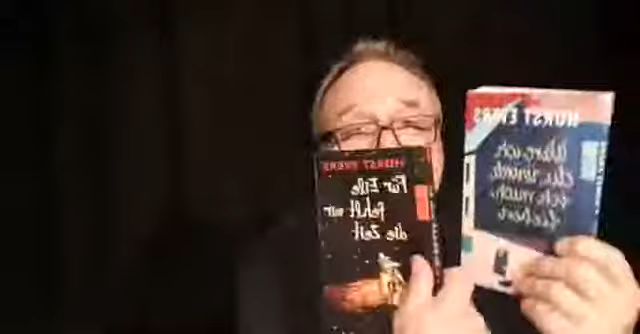 HORST EVERS
Für Eile
fehlt mir
die Zeit
HORST EVERS
Wäre ich
du, würde
ich mich
lieben